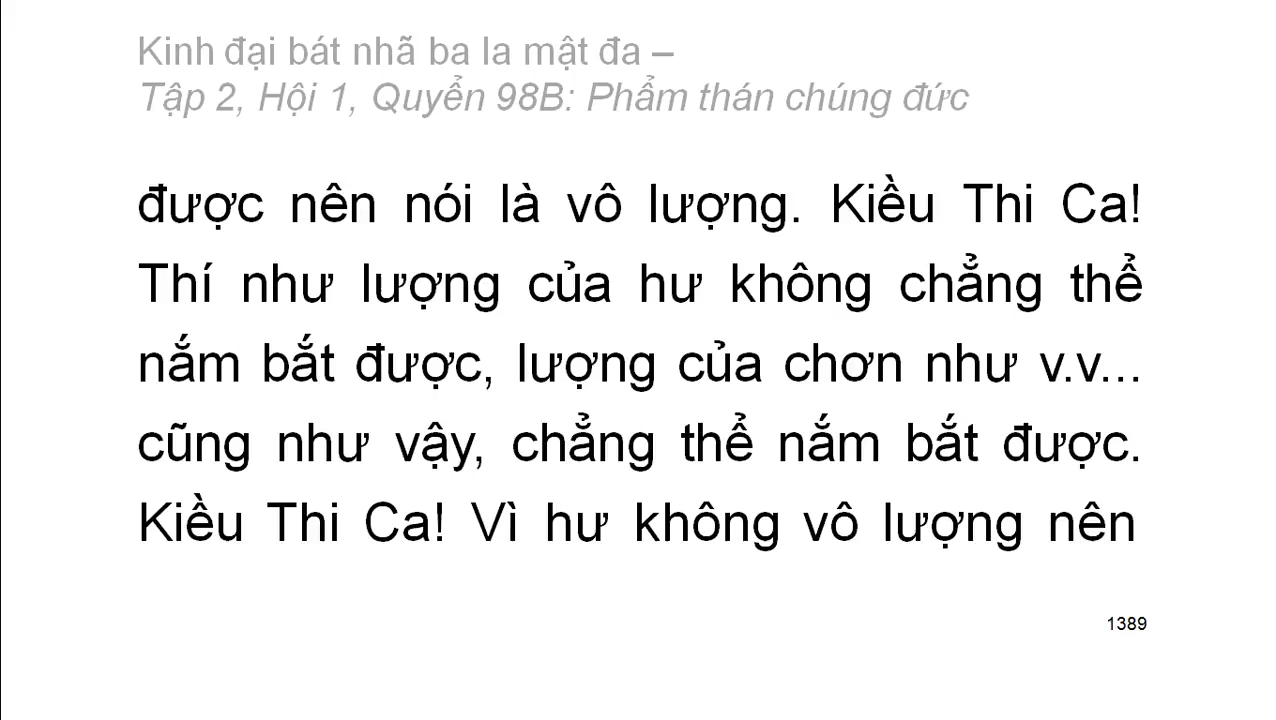 Kinh đại bát nhã ba la mật đa –
Tập 2, Hội 1, Quyển 98B: Phẩm thán chúng đức
được nên nói là vô lượng. Kiều Thi Ca!
Thí như lượng của hư không chẳng thể
nắm bắt được, lượng của chơn như v.v...
cũng như vậy, chẳng thể nắm bắt được.
Kiều Thi Ca! Vì hư không vô lượng nên
1389